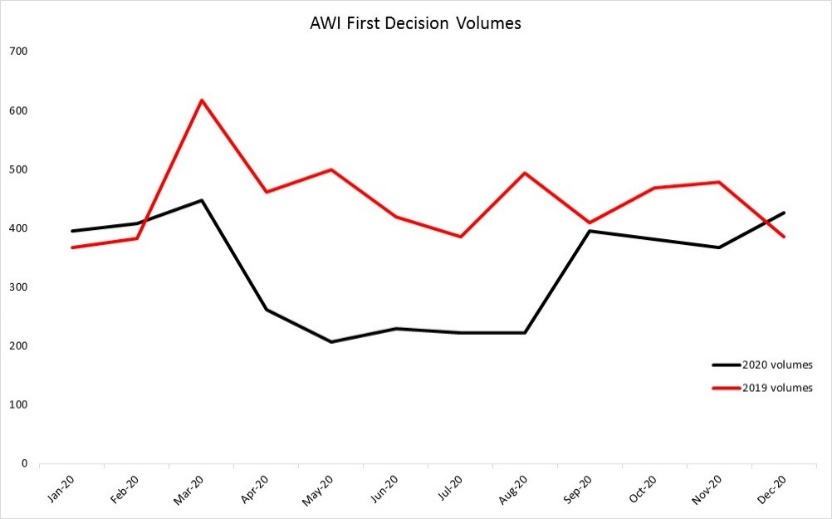 AWI First Decision Volumes
700
600
500
400
300
200
100
0
2020 volumes
2019 volumes
Jan-20
Feb-20
Mar-20
Apr-20
May-20
Jun-20
Jul-20
Aug-20
Sep-20
Oct-20
Nov-20
Dec-20